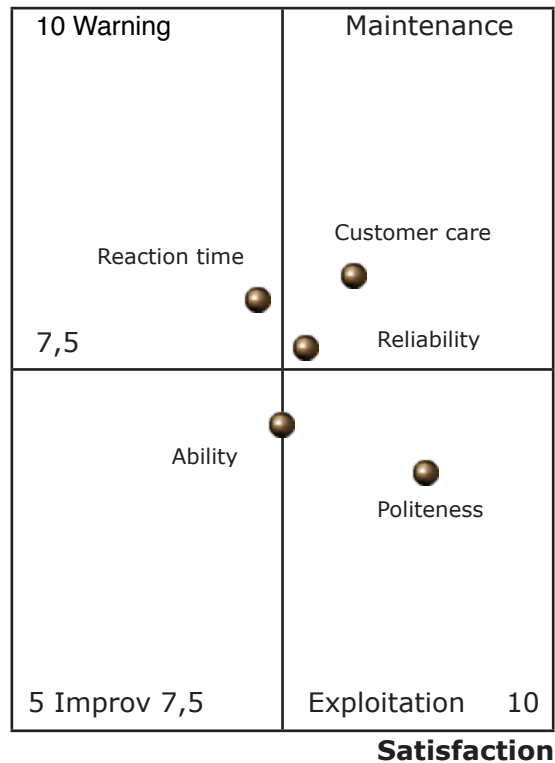 10 Warning
Maintenance
Customer care
Reaction time
7,5
Reliability
Ability
Politeness
5 Improv 7,5
Exploitation 10
Satisfaction